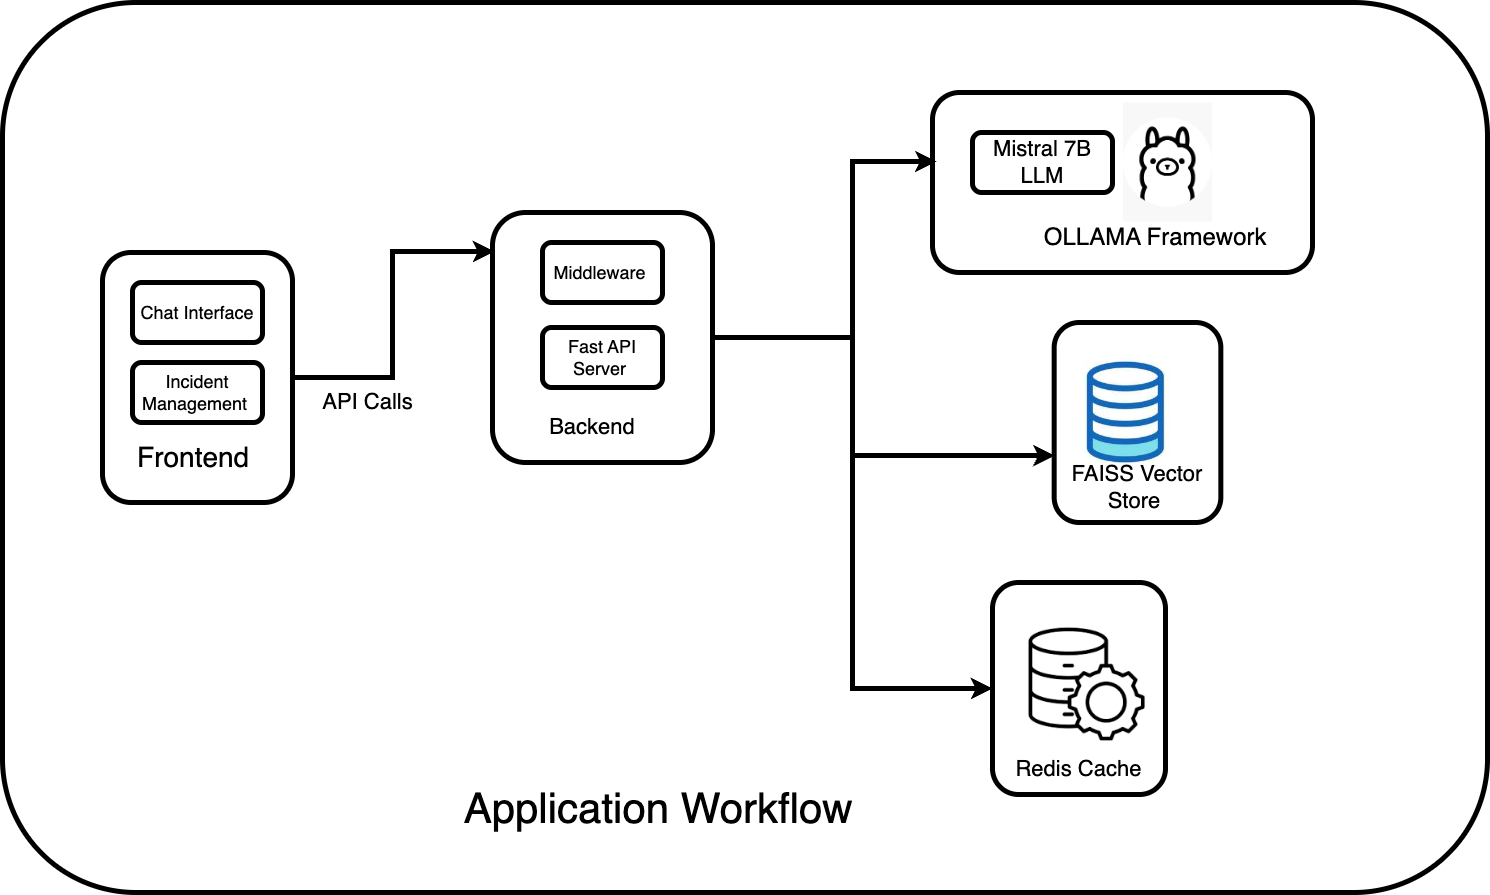 Chat Interface
Incident
Management
Frontend
API Calls
Middleware
Fast API
Server
Backend
Mistral 7B
LLM
OLLAMA Framework
FAISS Vector
Store
Redis Cache
Application Workflow